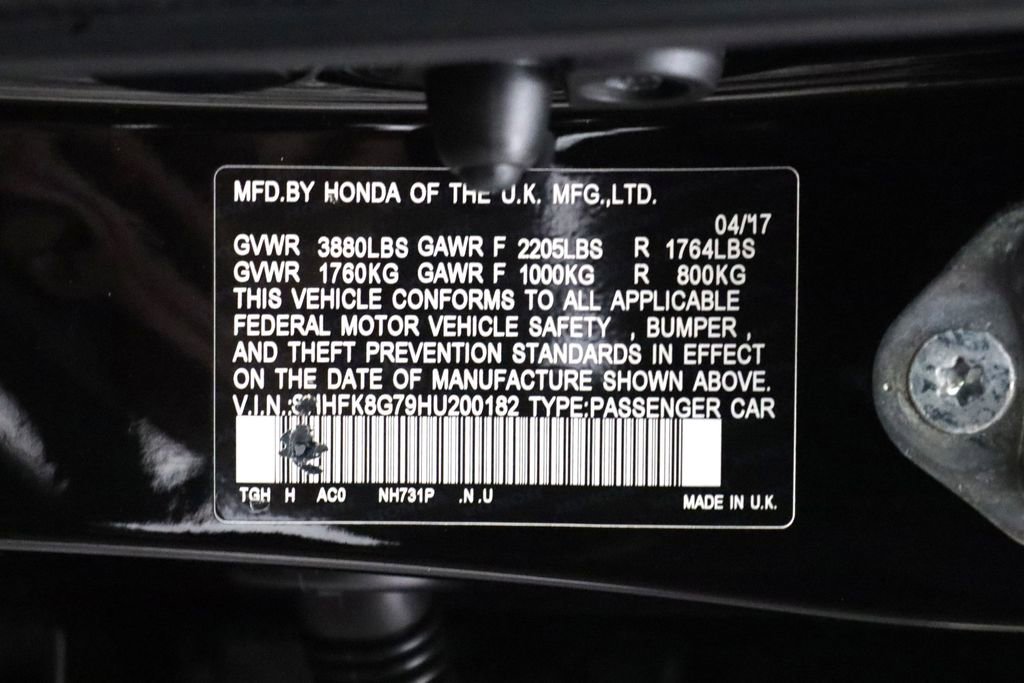 MFD.BY HONDA OF THE U.K. MFG.,LTD.
04/17
GVWR 3880LBS GAWR F 2205LBS R 1764LBS
GVWR 1760KG GAWR F 1000KG R 800KG
THIS VEHICLE CONFORMS TO ALL APPLICABLE
FEDERAL MOTOR VEHICLE SAFETY , BUMPER ,
AND THEFT PREVENTION STANDARDS IN EFFECT
ON THE DATE OF MANUFACTURE SHOWN ABOVE.
V.I.N.: TYPE:PASSENGER CAR
TGH H AC0 NH731P .N .U
MADE IN U.K.